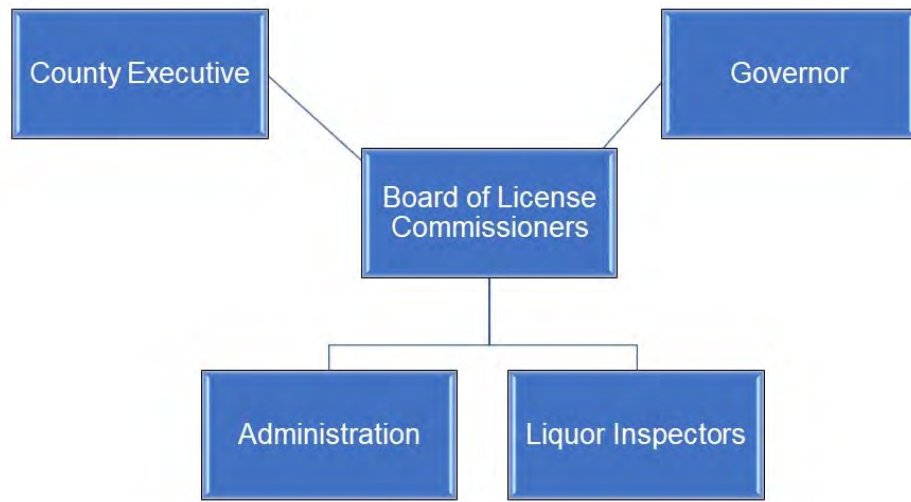 County Executive
Governor
Board of License
Commissioners
Administration
Liquor Inspectors